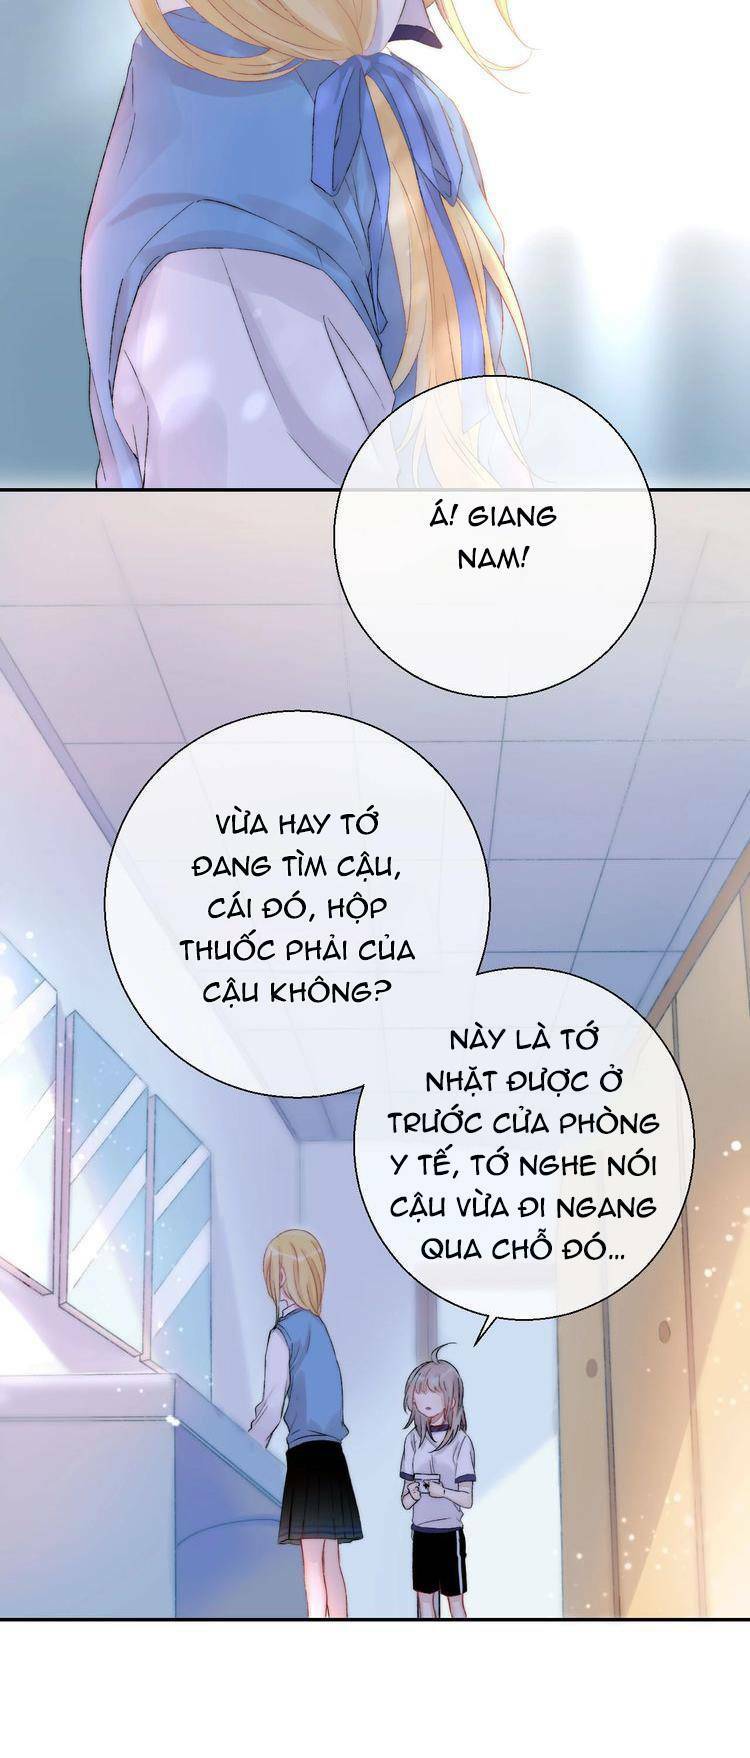 Á! GIANG
NAM!
VỪA HAY TỚ
ĐANG TÌM CẬU,
CÁI ĐÓ, HỘP
THUỐC PHẢI CỦA
CẬU KHÔNG?
NÀY LÀ TỚ
NHẶT ĐƯỢC Ở
TRƯỚC CỬA PHÒNG
Y TẾ, TỚ NGHE NÓI
CẬU VỪA ĐI NGANG
QUA CHỖ ĐÓ...